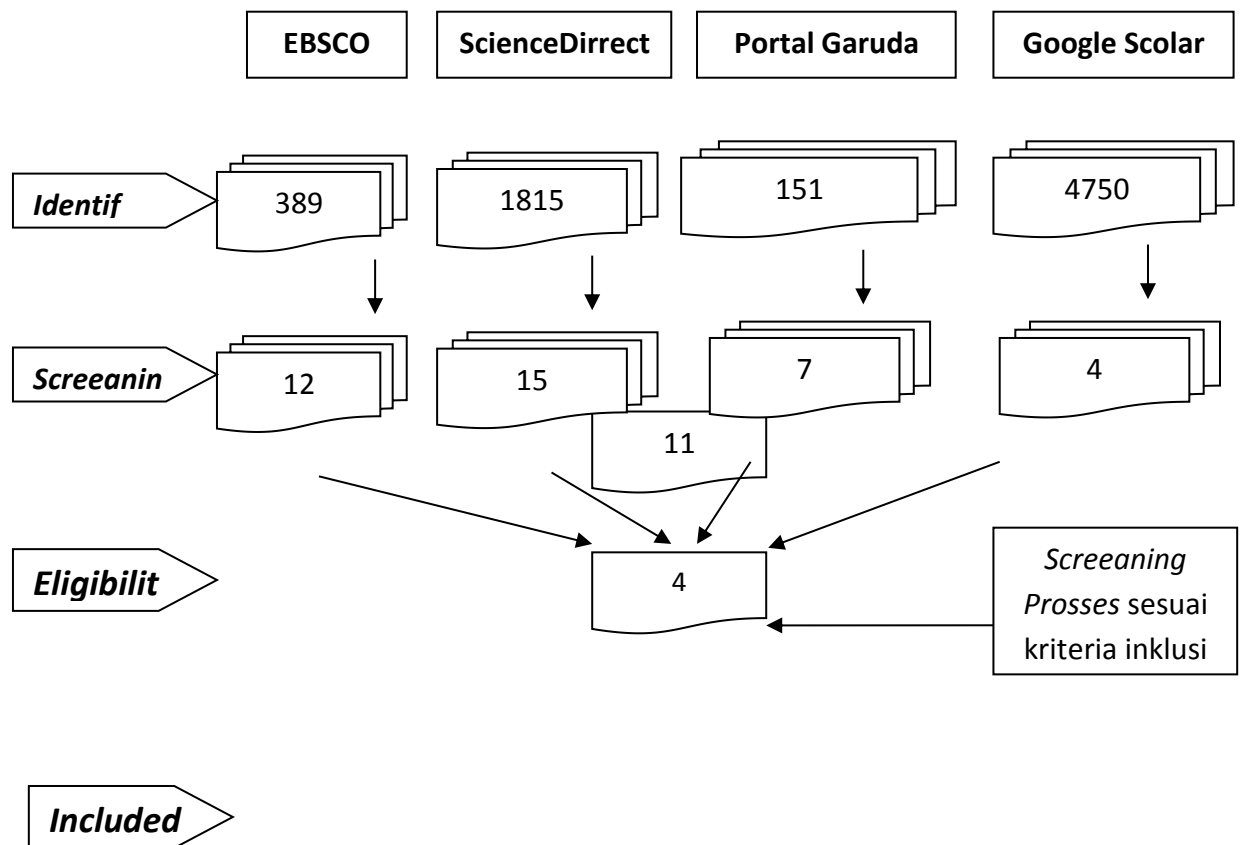 EBSCO
ScienceDirrect
Portal Garuda
Google Scolar
Identif
389
1815
151
4750
Screeanin
12
15
7
4
11
Eligibilit
4
Screeaning
Prosses sesuai
kriteria inklusi
Included